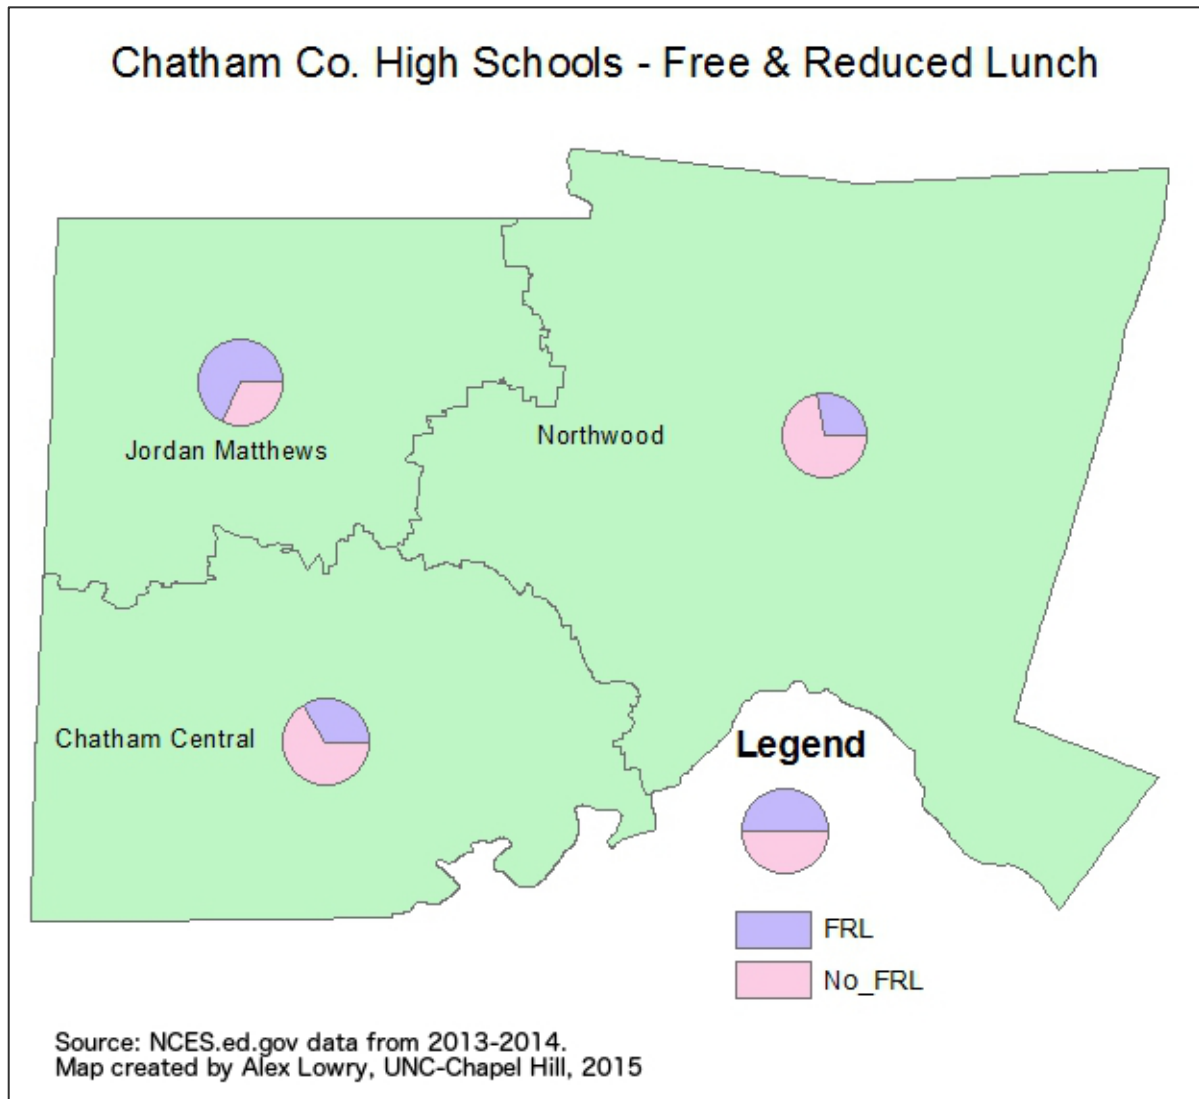 Chatham Co. High Schools - Free & Reduced Lunch
Jordan Matthews
Northwood
Chatham Central
Legend
FRL
No_FRL
Source: NCES.ed.gov data from 2013-2014.
Map created by Alex Lowry, UNC-Chapel Hill, 2015